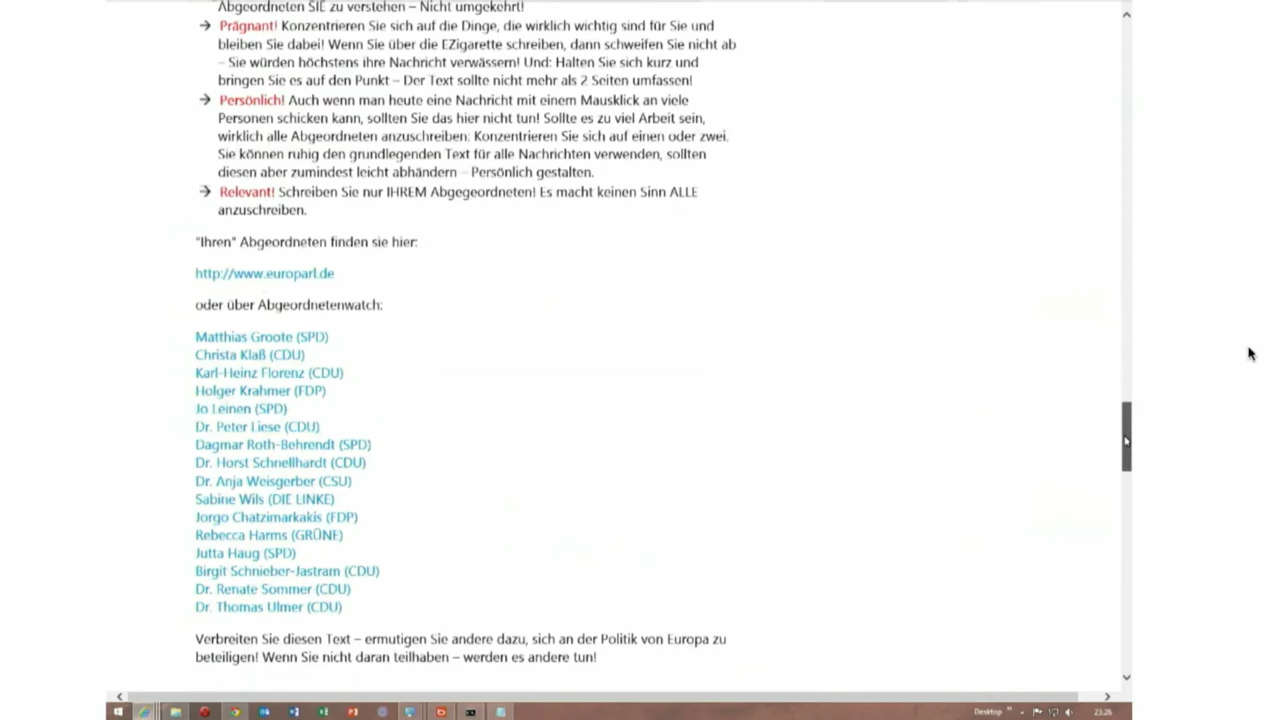 Abgeordneten SIE zu verstehen – Nicht umgekehrt!
→ Prägnant! Konzentrieren Sie sich auf die Dinge, die wirklich wichtig sind für Sie und
bleiben Sie dabei! Wenn Sie über die EZigarette schreiben, dann schweifen Sie nicht ab
– Sie würden höchstens ihre Nachricht verwässern! Und: Halten Sie sich kurz und
bringen Sie es auf den Punkt – Der Text sollte nicht mehr als 2 Seiten umfassen!
→ Persönlich! Auch wenn man heute eine Nachricht mit einem Mausklick an viele
Personen schicken kann, sollten Sie das hier nicht tun! Sollte es zu viel Arbeit sein,
wirklich alle Abgeordneten anzuschreiben: Konzentrieren Sie sich auf einen oder zwei.
Sie können ruhig den grundlegenden Text für alle Nachrichten verwenden, sollten
diesen aber zumindest leicht abhändern – Persönlich gestalten.
→ Relevant! Schreiben Sie nur IHREM Abgegeordneten! Es macht keinen Sinn ALLE
anzuschreiben.
"Ihren" Abgeordneten finden sie hier:
http://www.europarl.de
oder über Abgeordnetenwatch:
Matthias Groote (SPD)
Christa Klaß (CDU)
Karl-Heinz Florenz (CDU)
Holger Krahmer (FDP)
Jo Leinen (SPD)
Dr. Peter Liese (CDU)
Dagmar Roth-Behrendt (SPD)
Dr. Horst Schnellhardt (CDU)
Dr. Anja Weisgerber (CSU)
Sabine Wils (DIE LINKE)
Jorgo Chatzimarkakis (FDP)
Rebecca Harms (GRÜNE)
Jutta Haug (SPD)
Birgit Schnieber-Jastram (CDU)
Dr. Renate Sommer (CDU)
Dr. Thomas Ulmer (CDU)
Verbreiten Sie diesen Text – ermutigen Sie andere dazu, sich an der Politik von Europa zu
beteiligen! Wenn Sie nicht daran teilhaben – werden es andere tun!
Desktop 23:26